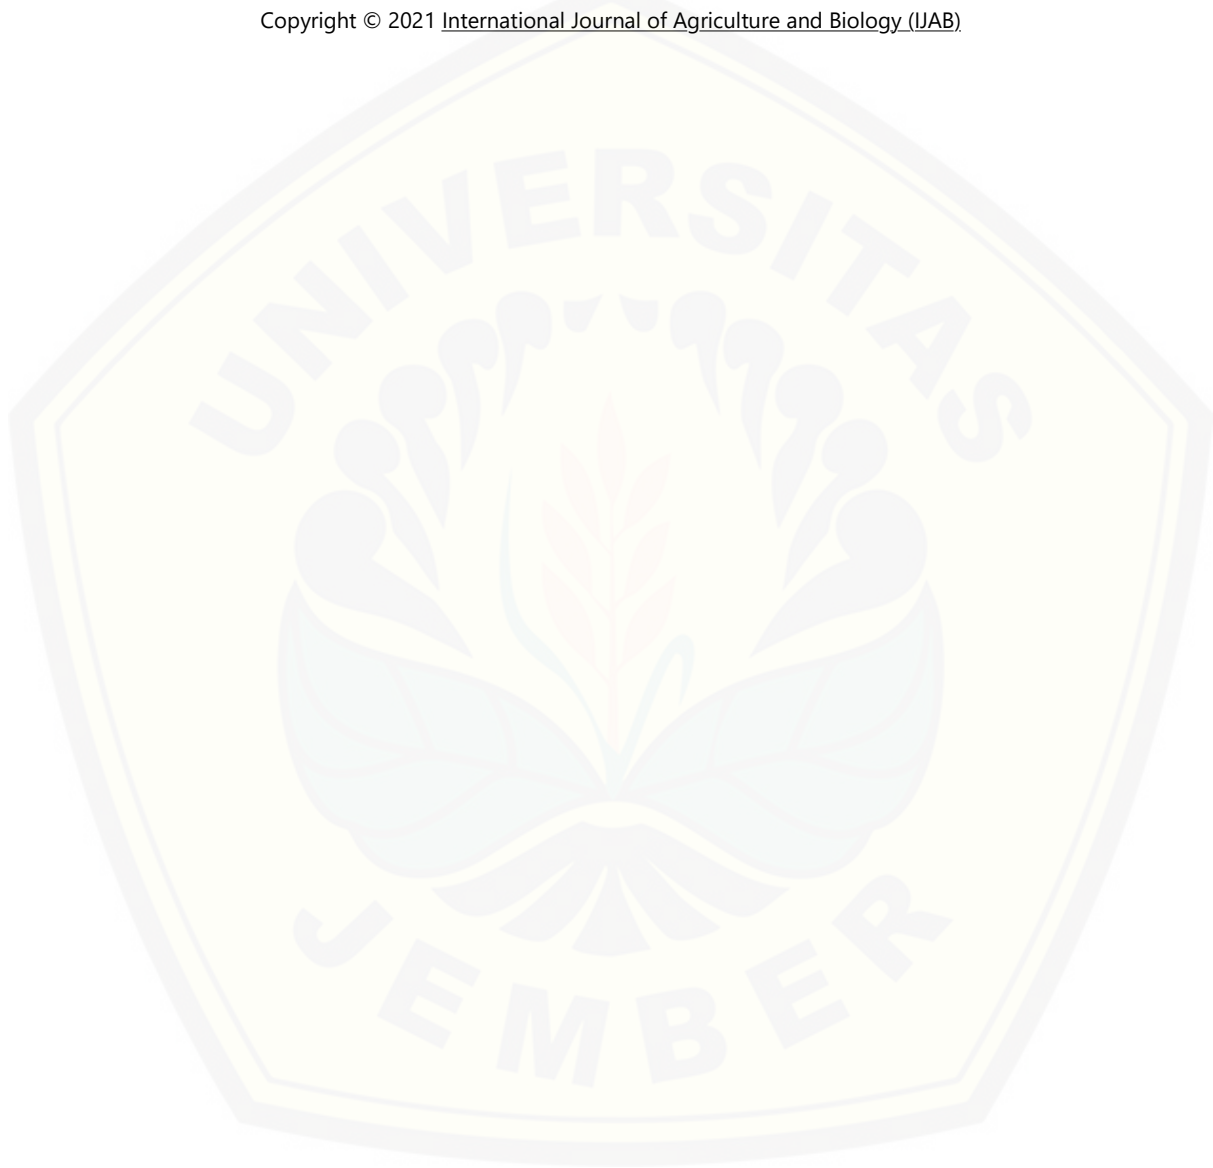 Copyright © 2021 International Journal of Agriculture and Biology (IJAB)
UNIVERSITAS
JEMBER